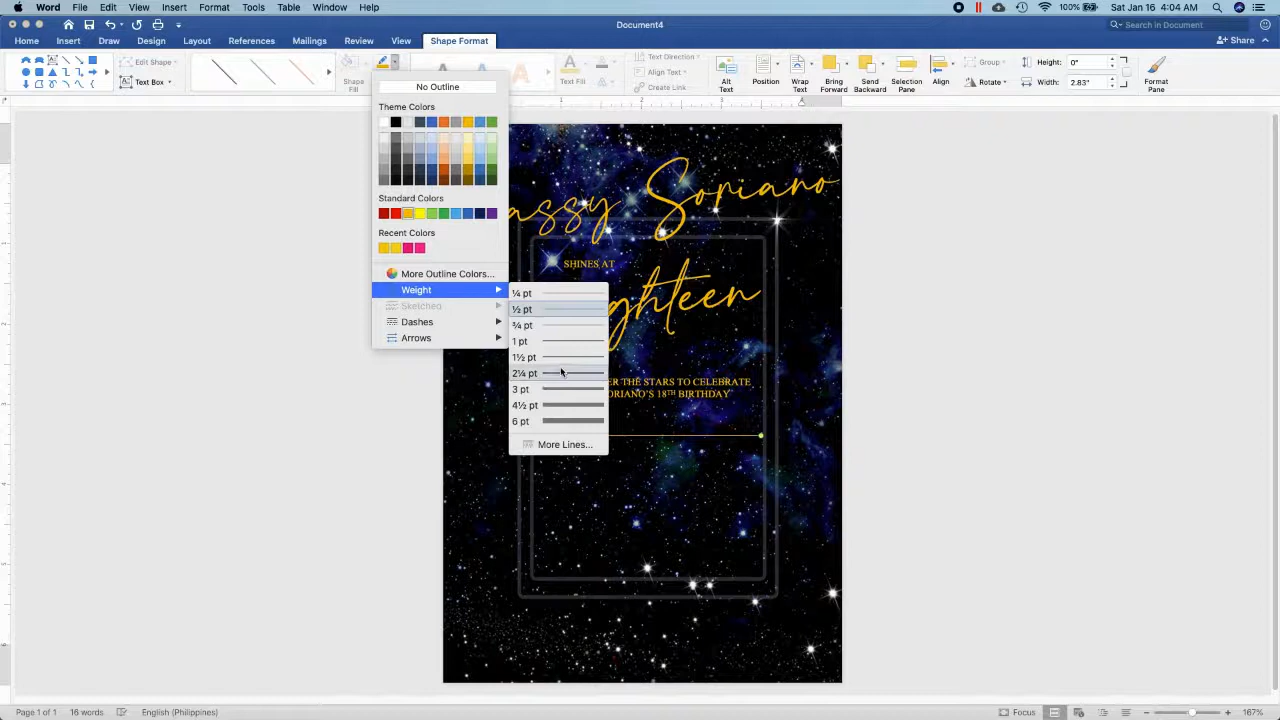 Word File Edit View Insert Format Tools Table Window Help 100% Sat Jan 16 4:04 AM
Document4 Search in Document
Home Insert Draw Design Layout References Mailings Review View Shape Format Share
Edit Shape Text Box Shape Fill Text Fill Text Direction Align Text Create Link Alt Text Position Wrap Text Bring Forward Send Backward Selection Pane Align Group Rotate Height: 0" Width: 2.83" Format Pane
No Outline
Theme Colors
Standard Colors
Recent Colors
More Outline Colors...
Weight
Sketched
Dashes
Arrows
¼ pt
½ pt
¾ pt
1 pt
1½ pt
2¼ pt
3 pt
4½ pt
6 pt
More Lines...
1 2 3
assy Soriano
SHINES AT
ghteen
ER THE STARS TO CELEBRATE
ORIANO'S 18TH BIRTHDAY
Page 1 of 1 16 words English (Philippines) Focus 167%